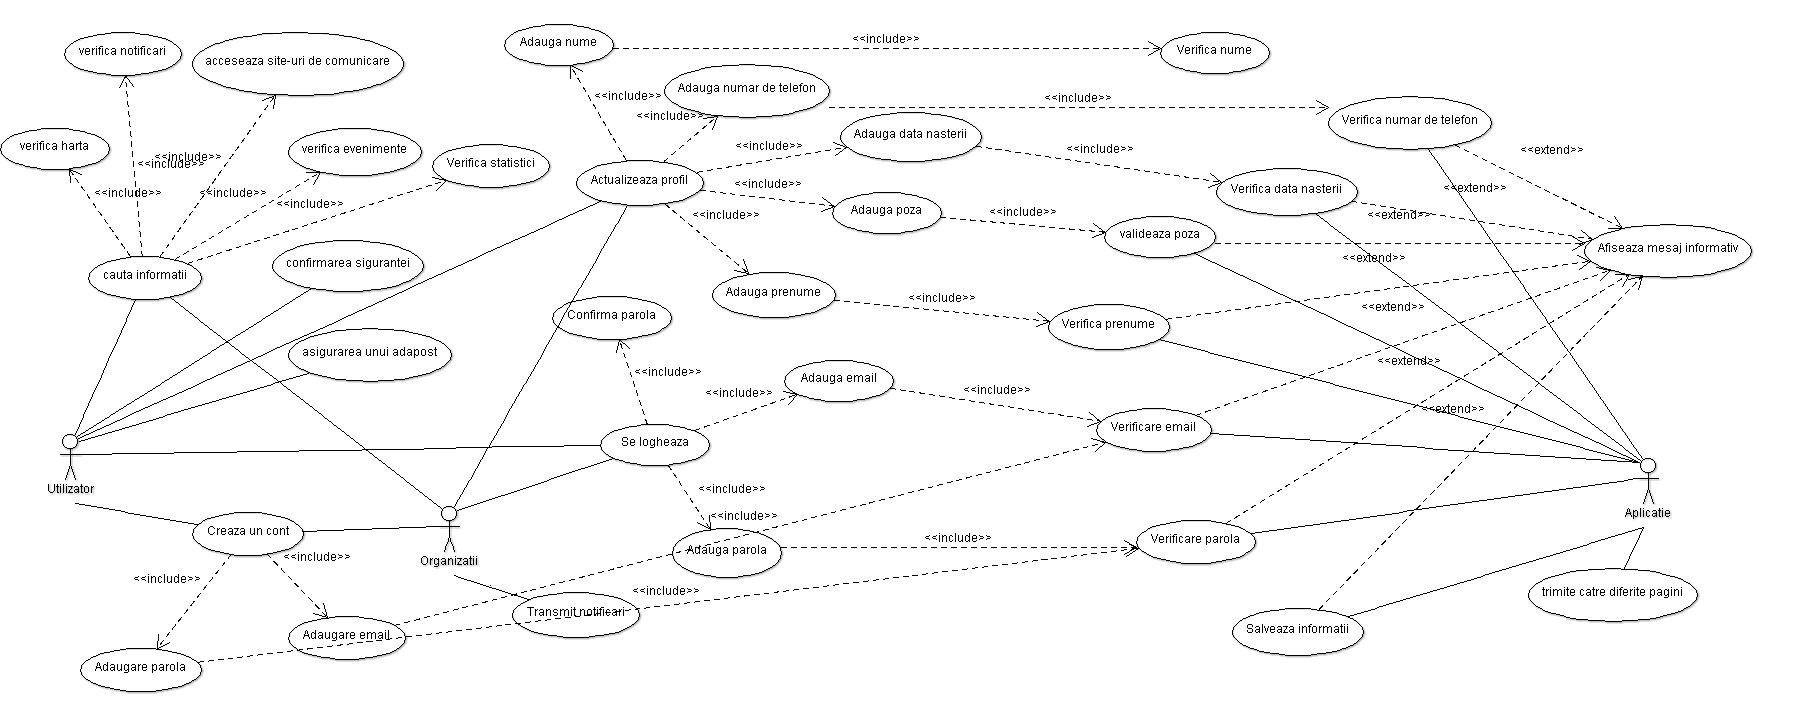 Adauga nume
<<include>>
Verifica nume
verifica notificari
acceseaza site-uri de comunicare
<<include>>
Adauga numar de telefon
<<include>>
<<include>>
Verifica numar de telefon
verifica harta
verifica evenimente
Verifica statistici
<<include>>
<<include>>
<<include>>
<<include>>
<<include>>
Adauga data nasterii
<<include>>
<<include>>
<<extend>>
Actualizeaza profil
<<include>>
Adauga poza
<<include>>
<<include>>
Verifica data nasterii
<<extend>>
<<extend>>
valideaza poza
Afiseaza mesaj informativ
<<extend>>
cauta informatii
confirmarea sigurantei
Adauga prenume
<<include>>
Verifica prenume
<<extend>>
Confirma parola
asigurarea unui adapost
<<include>>
Adauga email
<<include>>
<<include>>
<<extend>>
<<extend>>
Verificare email
Se logheaza
Utilizator
<<include>>
<<include>>
Aplicatie
Creaza un cont
Organizatii
Adauga parola
<<include>>
Verificare parola
<<include>>
<<include>>
<<include>>
trimite catre diferite pagini
Transmit notificari
Adaugare email
Salveaza informatii
Adaugare parola